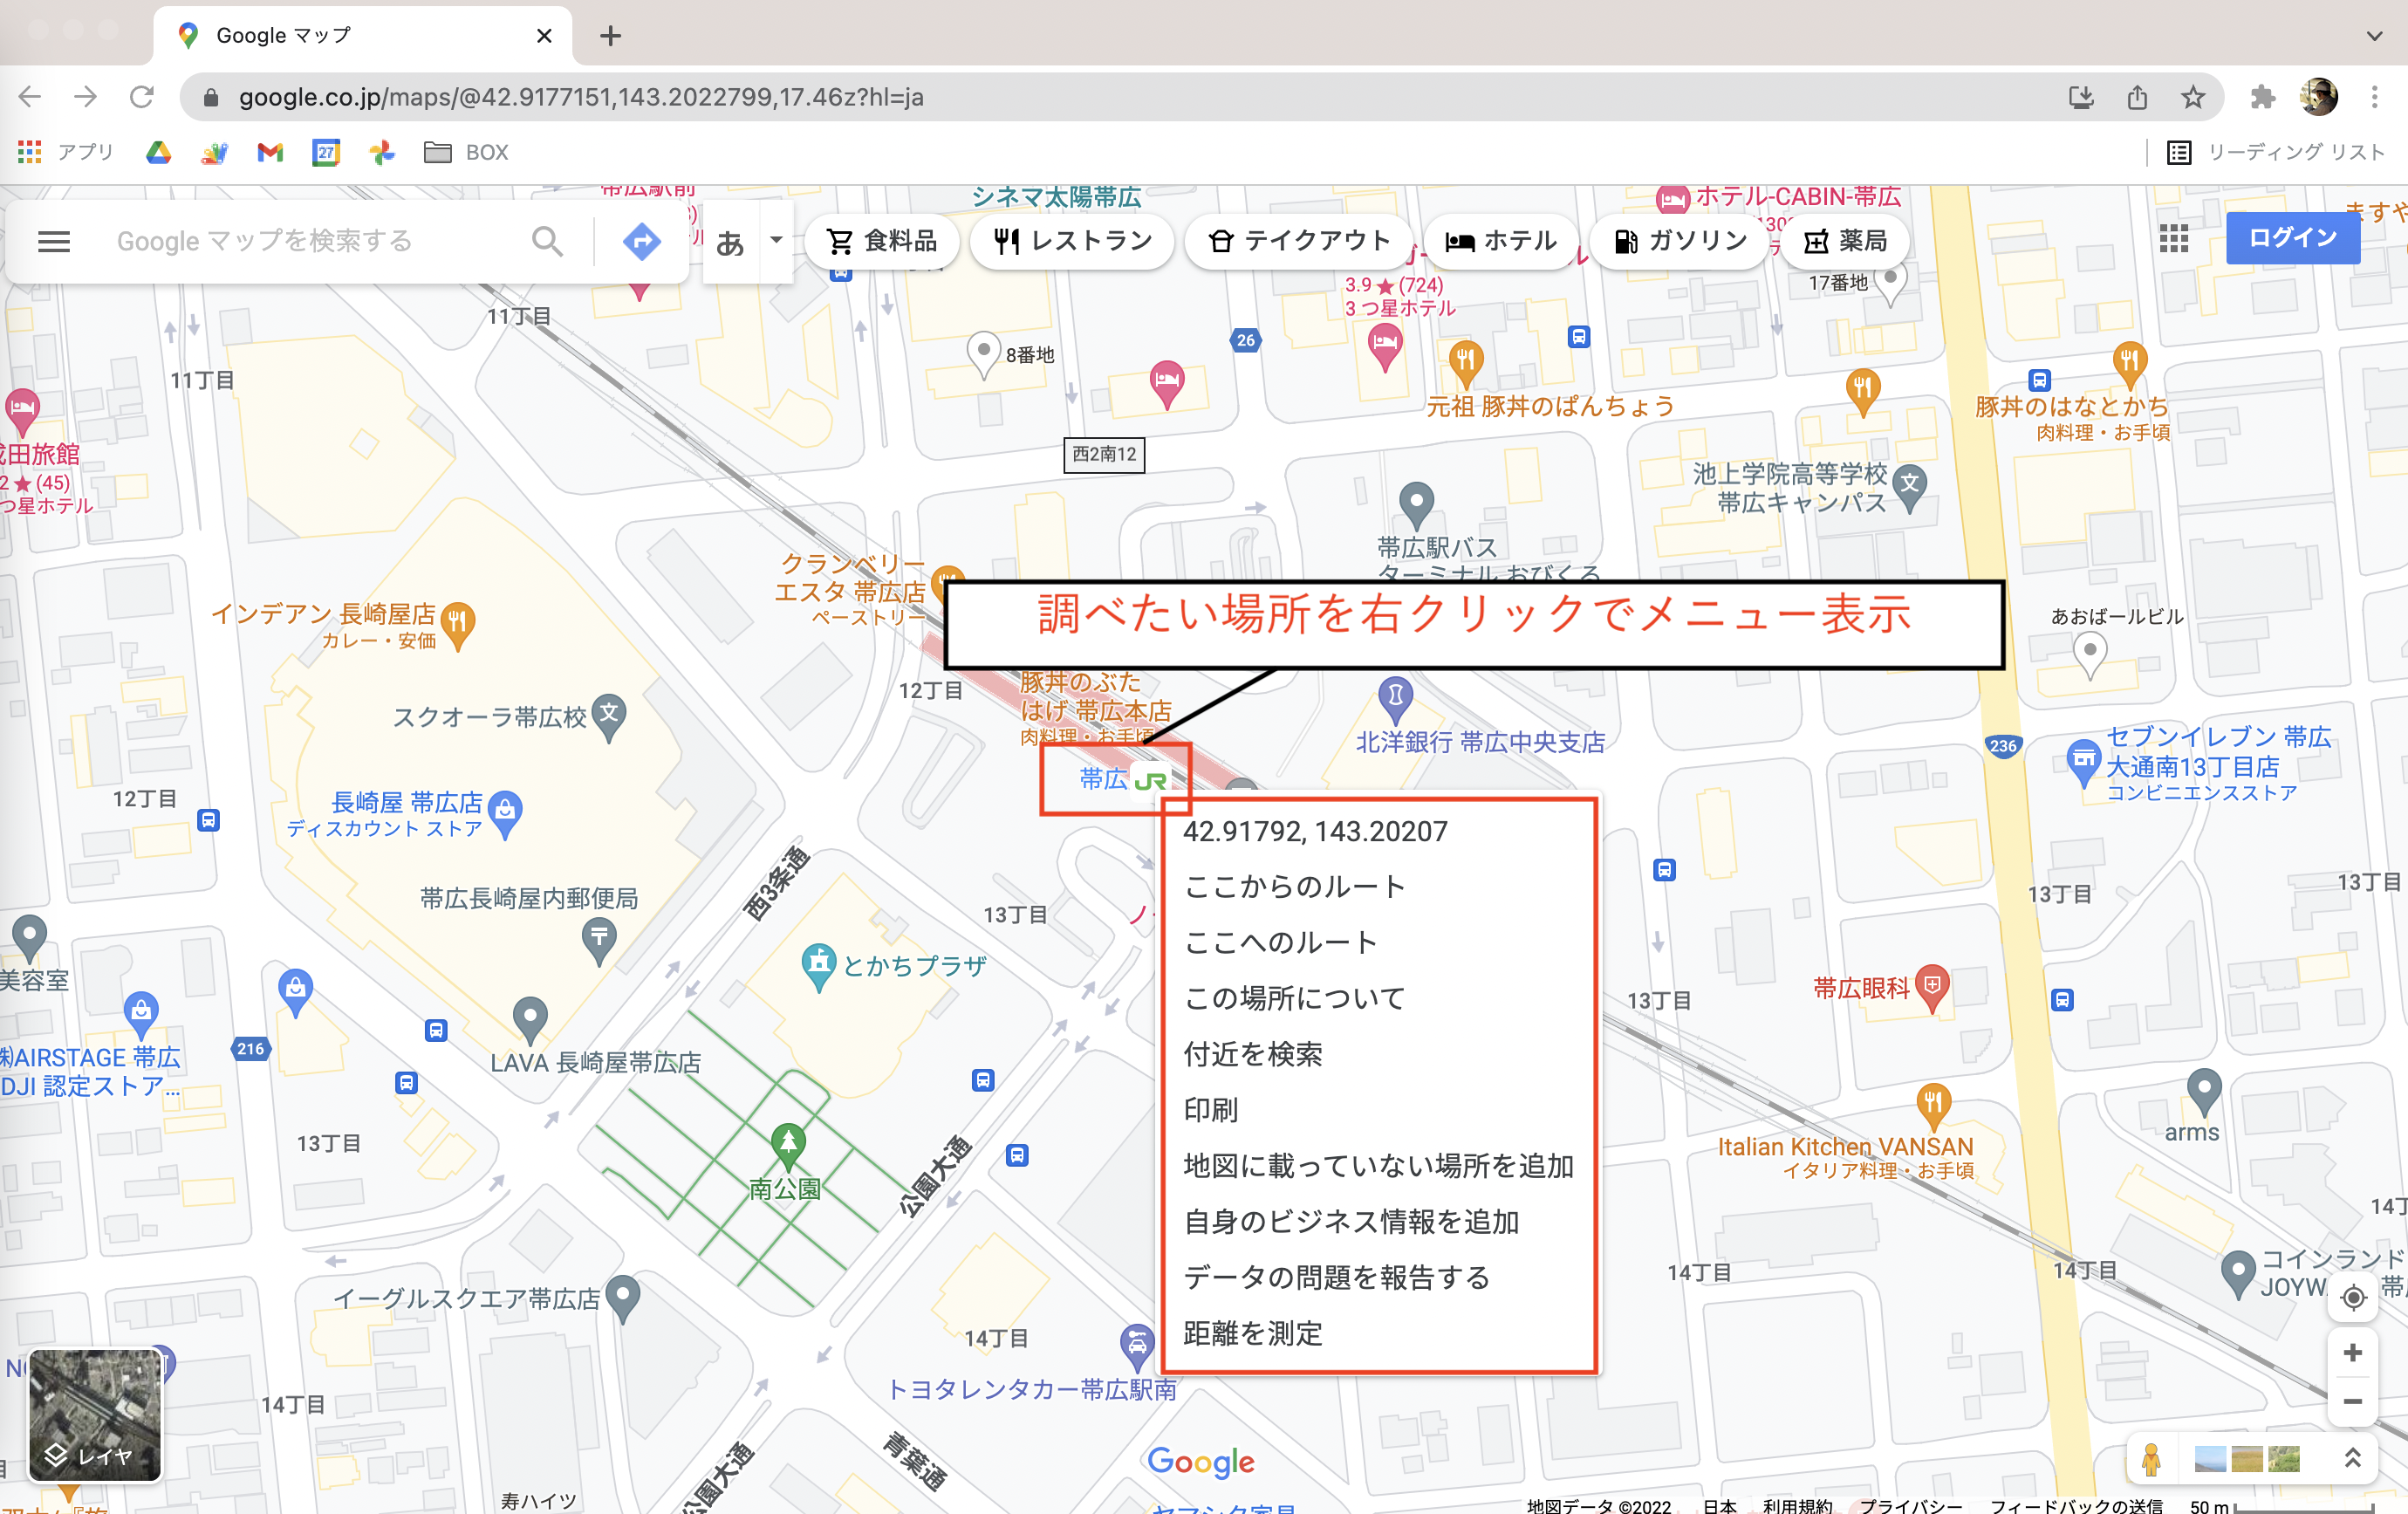 Google マップ
google.co.jp/maps/@42.9177151,143.2022799,17.46z?hl=ja
アプリ
27
BOX
リーディング リスト
帯広駅前
シネマ太陽帯広
ホテル-CABIN-帯広
ますや
Google マップを検索する
あ
食料品
レストラン
テイクアウト
ホテル
ガソリン
薬局
ログイン
17番地
3.9★(724)
3 つ星ホテル
11丁目
26
8番地
11丁目
元祖 豚丼のぱんちょう
豚丼のはなとかち
肉料理・お手頃
成田旅館
2★(45)
つ星ホテル
西2南12
池上学院高等学校
帯広キャンパス
帯広駅バス
ターミナル おびくる
クランベリー
エスタ 帯広店
ペーストリー
調べたい場所を右クリックでメニュー表示
インデアン 長崎屋店
カレー・安価
あおばールビル
12丁目
豚丼のぶた
はげ 帯広本店
肉料理・お手頃
スクオーラ帯広校
北洋銀行 帯広中央支店
236
セブンイレブン 帯広
大通南13丁目店
コンビニエンスストア
帯広
JR
12丁目
長崎屋 帯広店
ディスカウント ストア
42.91792, 143.20207
ここからのルート
ここへのルート
この場所について
付近を検索
印刷
地図に載っていない場所を追加
自身のビジネス情報を追加
データの問題を報告する
距離を測定
西3条通
帯広長崎屋内郵便局
13丁目
13丁目
13丁目
美容室
とかちプラザ
帯広眼科
13丁目
216
㈱AIRSTAGE 帯広
DJI 認定ストア...
LAVA 長崎屋帯広店
13丁目
南公園
公園大通
arms
Italian Kitchen VANSAN
イタリア料理・お手頃
14丁目
14丁目
コインランド
JOYW
イーグルスクエア帯広店
14丁目
トヨタレンタカー帯広駅南
14丁目
レイヤ
公園大通
青葉通
寿ハイツ
Google
地図データ ©2022
日本
利用規約
プライバシー
フィードバックの送信
50 m